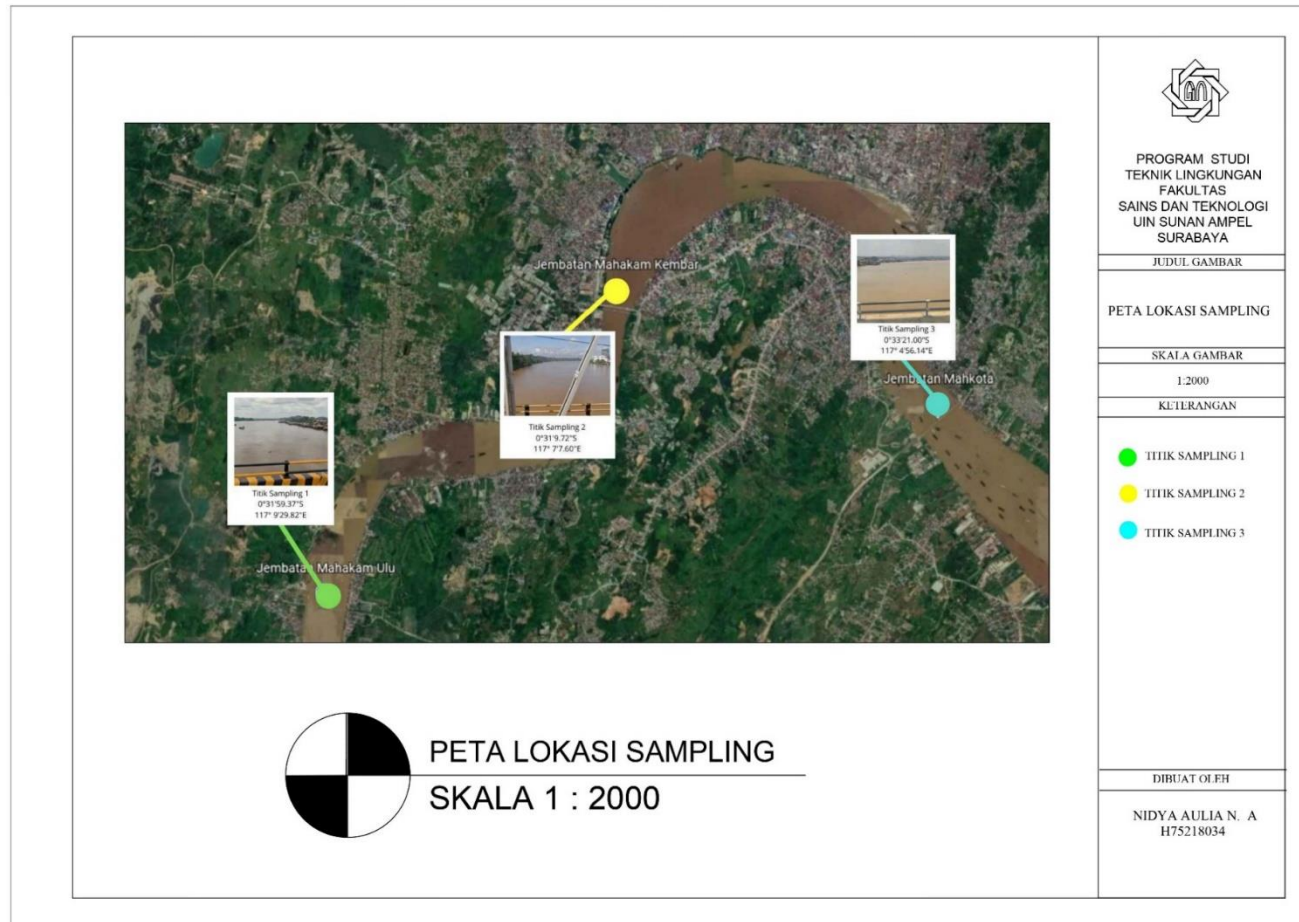 Jembatan Mahakam Kembar
Titik Sampling 3
0°33'21.00"S
117° 4'56.14"E
Jembatan Mahkota
Titik Sampling 2
0°31'9.72"S
117° 7'7.60"E
Titik Sampling 1
0°31'59.37"S
117° 9'29.82"E
Jembatan Mahakam Ulu
PETA LOKASI SAMPLING
SKALA 1 : 2000
PROGRAM STUDI
TEKNIK LINGKUNGAN
FAKULTAS
SAINS DAN TEKNOLOGI
UIN SUNAN AMPEL
SURABAYA
JUDUL GAMBAR
PETA LOKASI SAMPLING
SKALA GAMBAR
1:2000
KETERANGAN
TITIK SAMPLING 1
TITIK SAMPLING 2
TITIK SAMPLING 3
DIBUAT OLEH
NIDYA AULIA N. A
H75218034